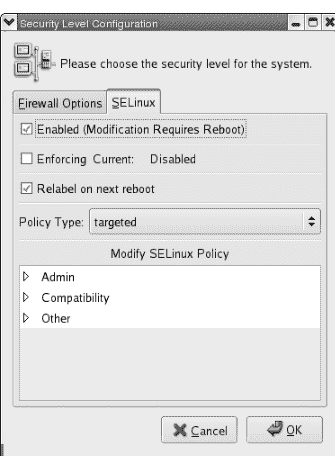 Security Level Configuration
Please choose the security level for the system.
Firewall Options
SELinux
Enabled (Modification Requires Reboot)
Enforcing Current: Disabled
Relabel on next reboot
Policy Type: targeted
Modify SELinux Policy
Admin
Compatibility
Other
Cancel
OK